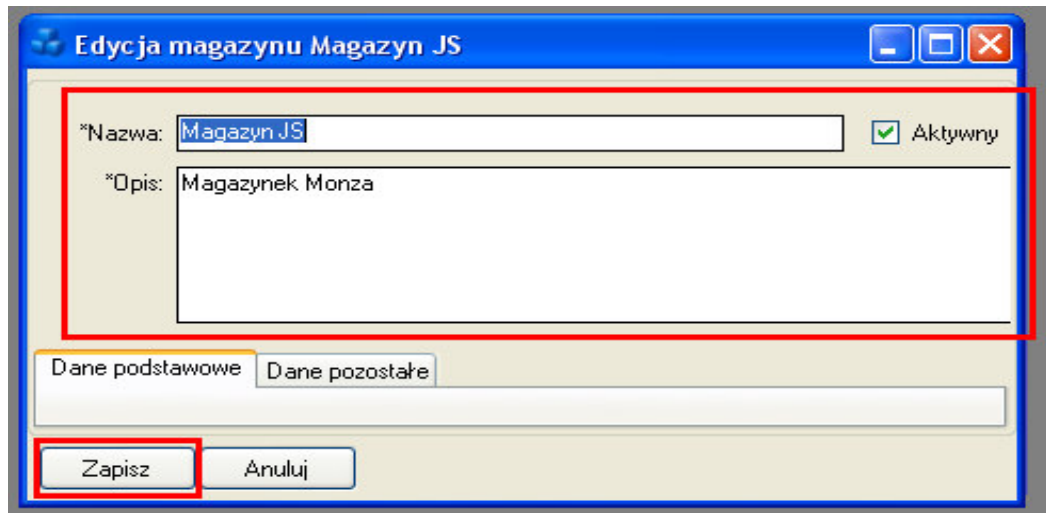 Edycja magazynu Magazyn JS
*Nazwa: Magazyn JS Aktywny
*Opis: Magazynek Monza
Dane podstawowe Dane pozostałe
Zapisz Anuluj